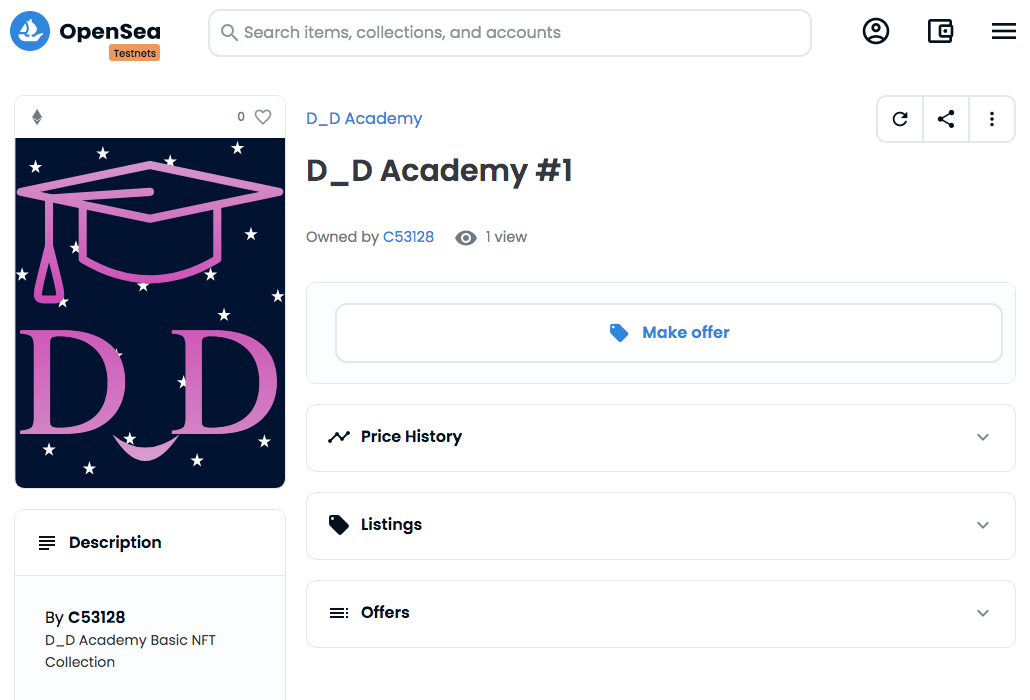 OpenSea
Testnets
Search items, collections, and accounts
0
D_D Academy
D_D Academy #1
Owned by C53128
1 view
D_D
Make offer
Price History
Listings
Offers
Description
By C53128
D_D Academy Basic NFT
Collection